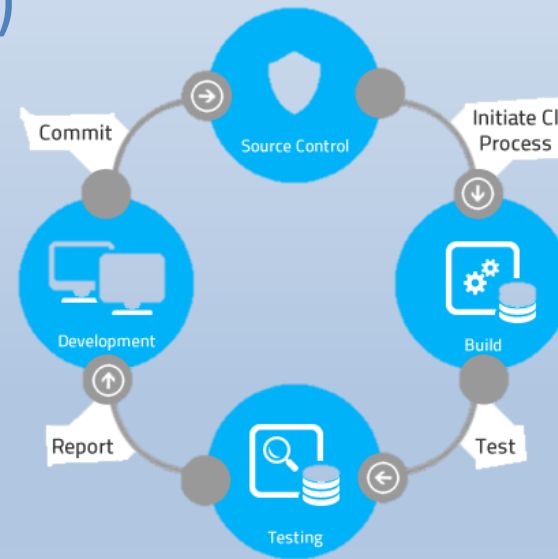 )
Source Control
Commit
Initiate CI
Process
Development
Build
Report
Test
Testing